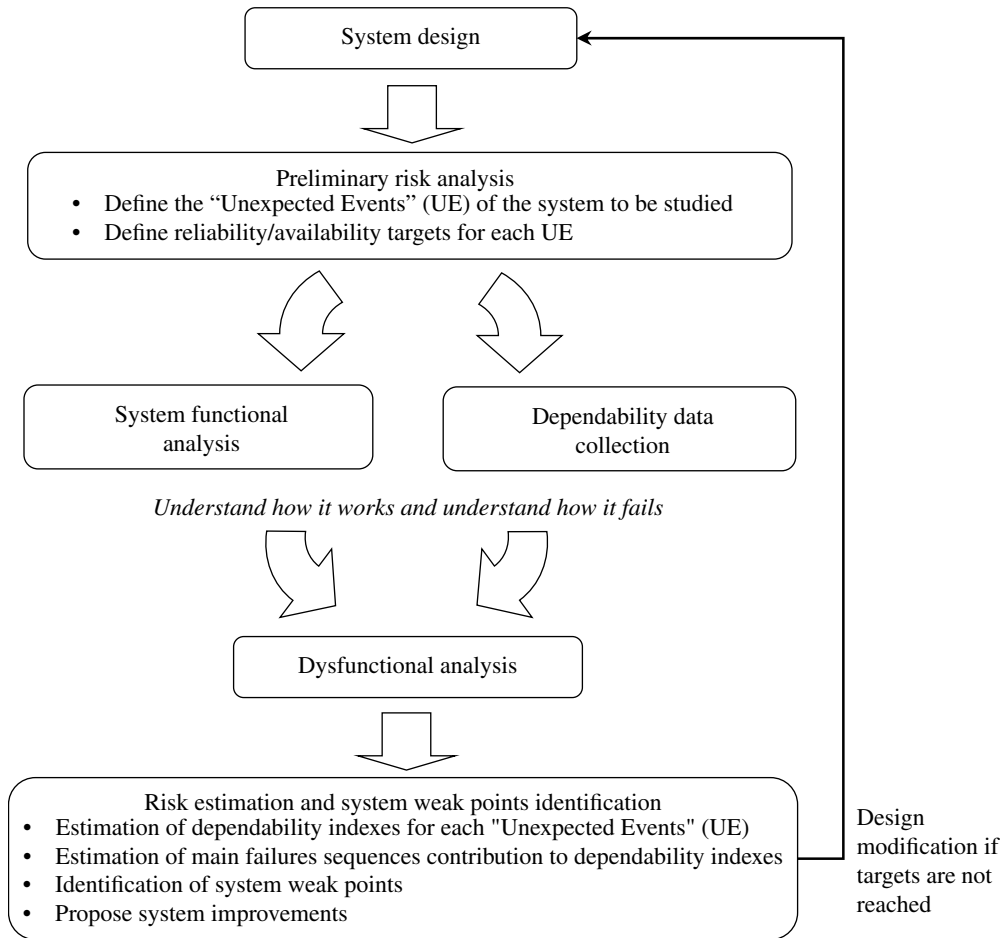 System design
Preliminary risk analysis
• Define the “Unexpected Events” (UE) of the system to be studied
• Define reliability/availability targets for each UE
System functional
analysis
Dependability data
collection
Understand how it works and understand how it fails
Dysfunctional analysis
Risk estimation and system weak points identification
• Estimation of dependability indexes for each "Unexpected Events" (UE)
• Estimation of main failures sequences contribution to dependability indexes
• Identification of system weak points
• Propose system improvements
Design
modification if
targets are not
reached